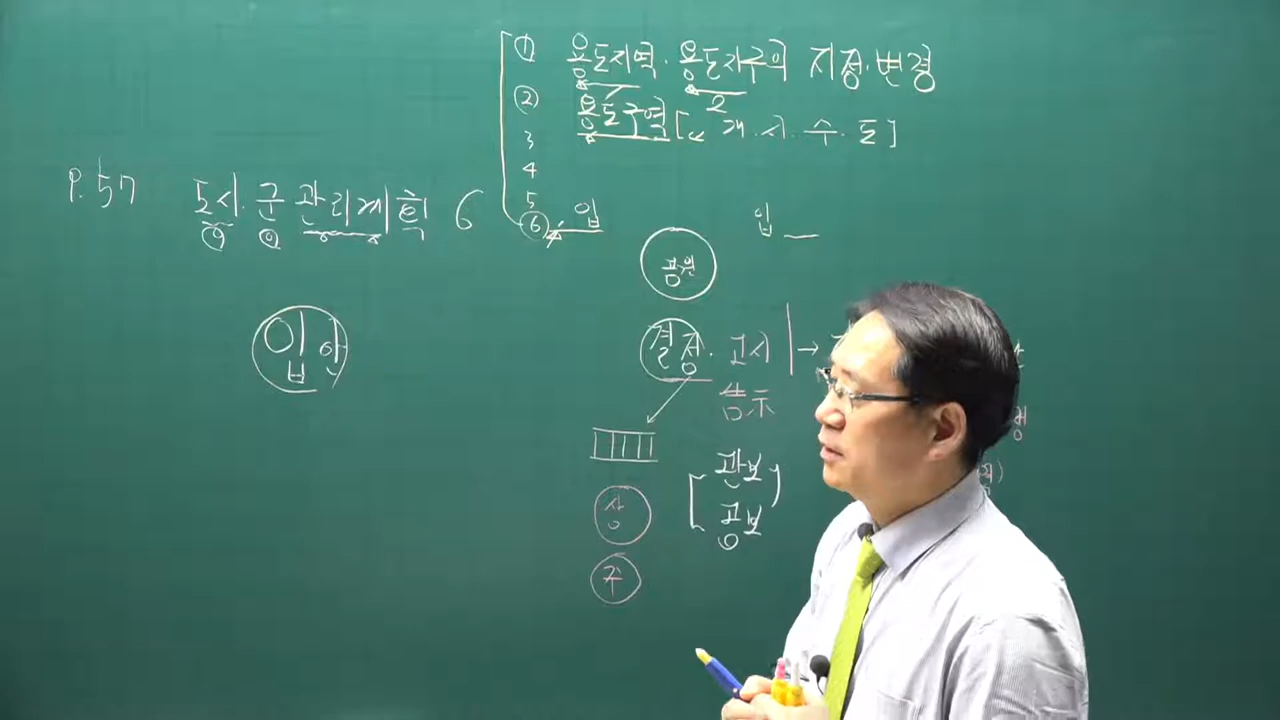 ① 용도지역·용도지구의 지정·변경
② 용도구역[ 개·시·수·도]
2
3
4
5
⑥ 입
입
P.57 도시·군관리계획 6
공원
입안
결정·고시 →
告示
관보
공보
상
주